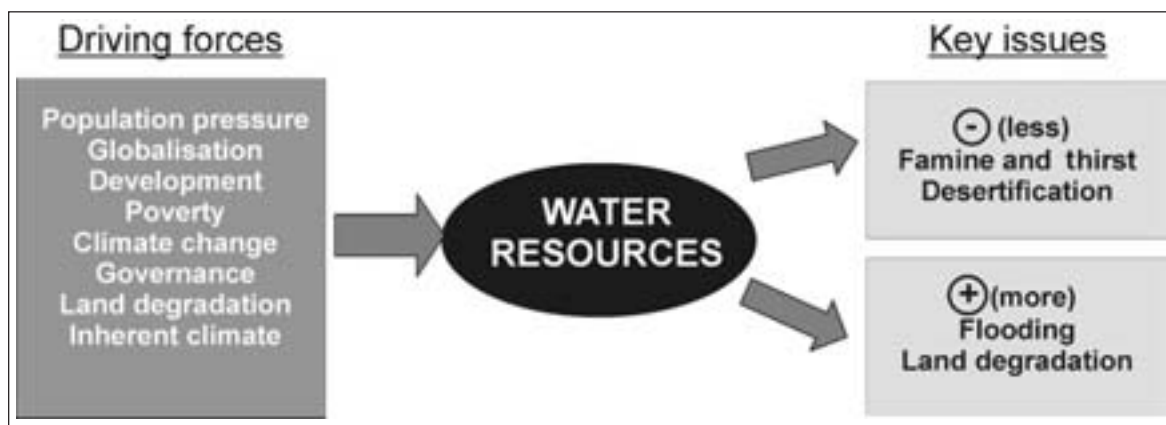 Driving forces
Population pressure
Globalisation
Development
Poverty
Climate change
Governance
Land degradation
Inherent climate
WATER
RESOURCES
Key issues
- (less)
Famine and thirst
Desertification
+ (more)
Flooding
Land degradation